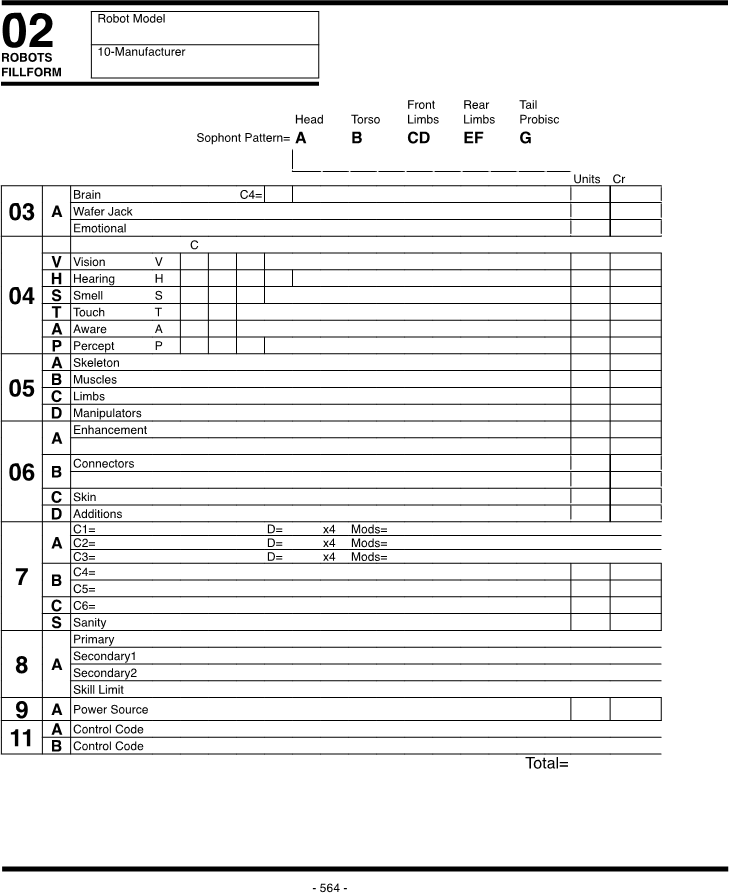 02
ROBOTS
FILLFORM
Robot Model
10-Manufacturer
Front Rear Tail
Head Torso Limbs Limbs Probisc
Sophont Pattern= A B CD EF G
Units Cr
03 A Brain C4=
Wafer Jack
Emotional
04 C
V Vision V
H Hearing H
S Smell S
T Touch T
A Aware A
P Percept P
05 A Skeleton
B Muscles
C Limbs
D Manipulators
06 A Enhancement
B Connectors
C Skin
D Additions
7 A C1= D= x4 Mods=
C2= D= x4 Mods=
C3= D= x4 Mods=
B C4=
C5=
C C6=
S Sanity
8 A Primary
Secondary1
Secondary2
Skill Limit
9 A Power Source
11 A Control Code
B Control Code
Total=
- 564 -